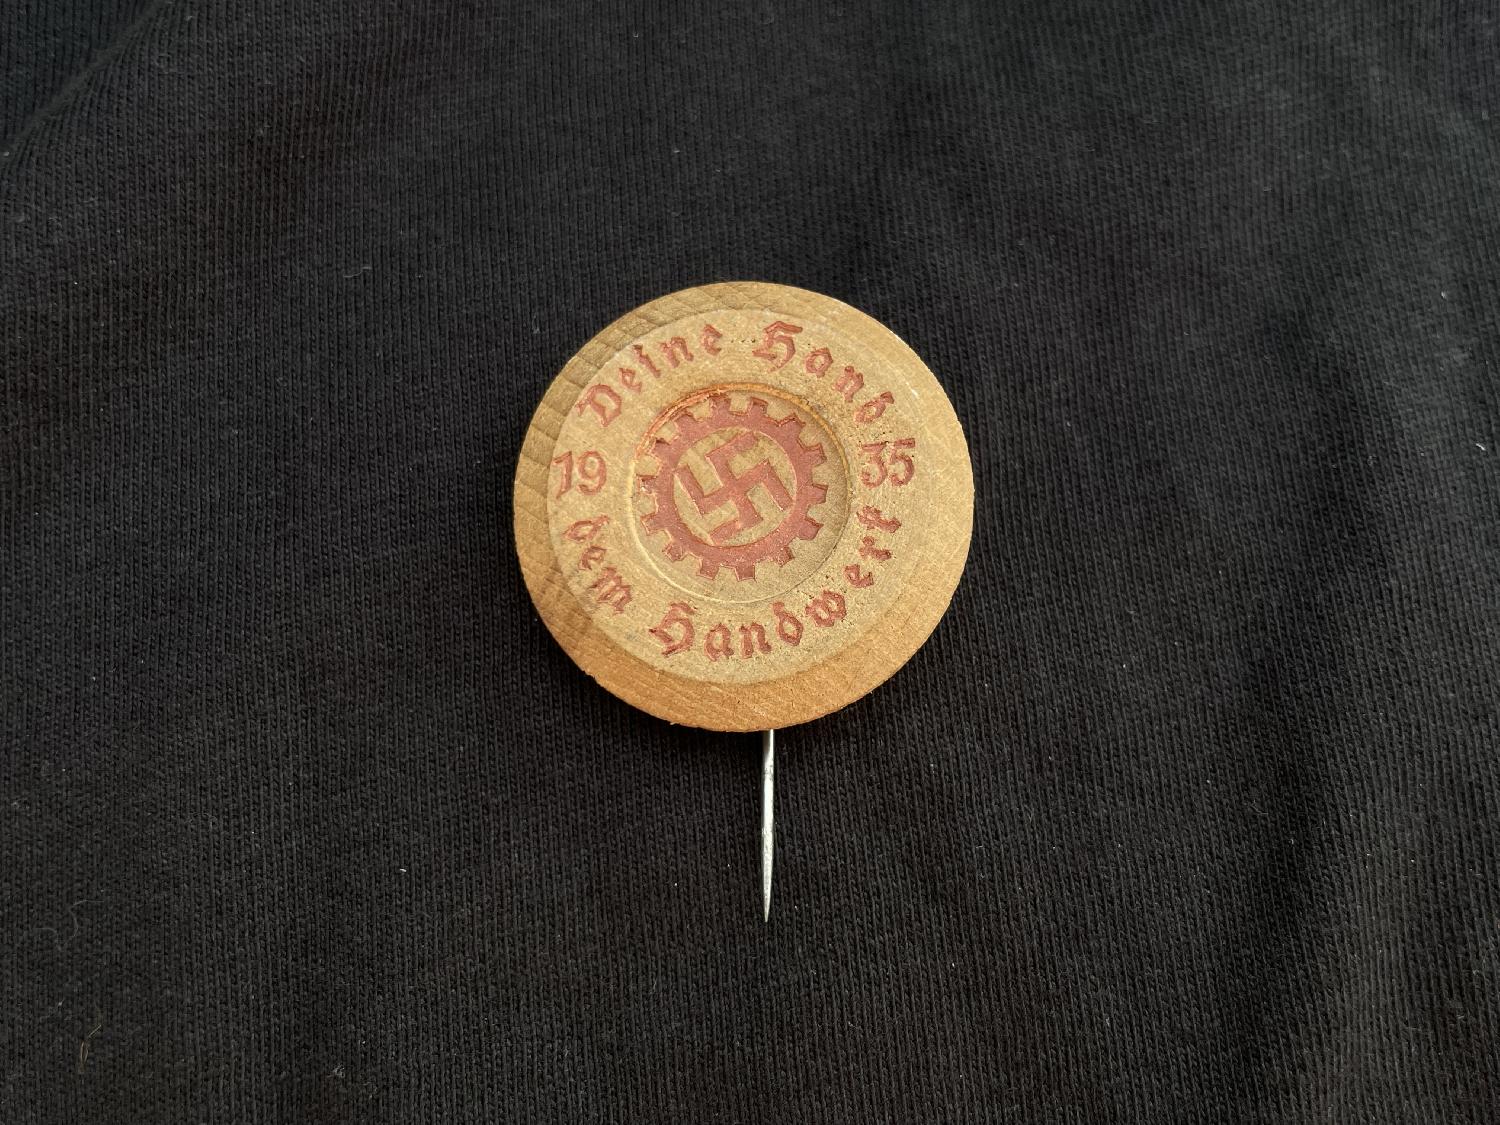 Deine Hand
19 35
dem Handwerk